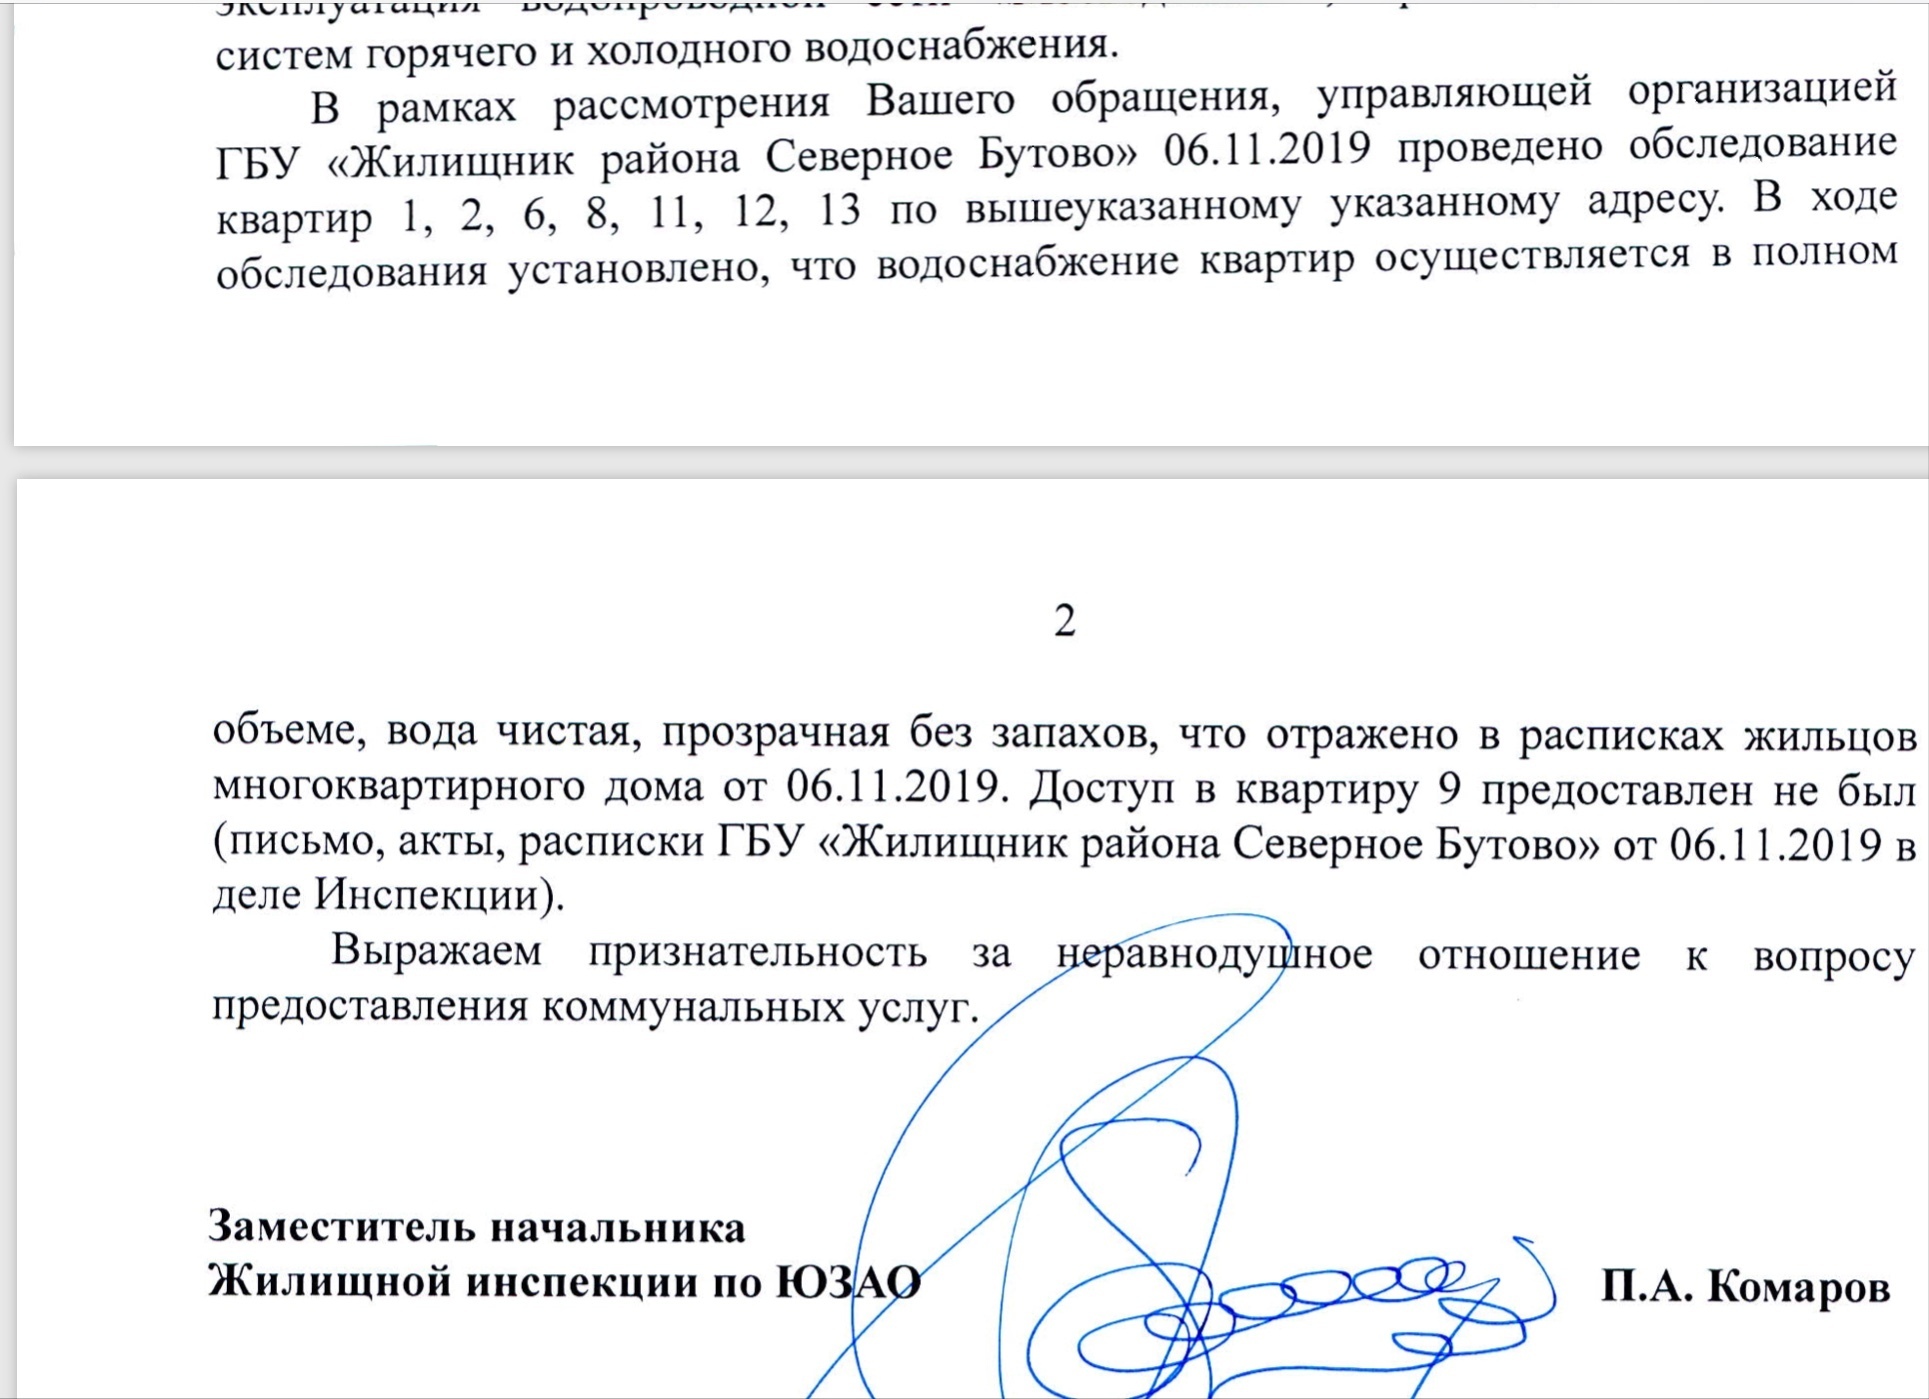 эксплуатация водопроводной сети
систем горячего и холодного водоснабжения.
В рамках рассмотрения Вашего обращения, управляющей организацией
ГБУ «Жилищник района Северное Бутово» 06.11.2019 проведено обследование
квартир 1, 2, 6, 8, 11, 12, 13 по вышеуказанному указанному адресу. В ходе
обследования установлено, что водоснабжение квартир осуществляется в полном
2
объеме, вода чистая, прозрачная без запахов, что отражено в расписках жильцов
многоквартирного дома от 06.11.2019. Доступ в квартиру 9 предоставлен не был
(письмо, акты, расписки ГБУ «Жилищник района Северное Бутово» от 06.11.2019 в
деле Инспекции).
Выражаем признательность за неравнодушное отношение к вопросу
предоставления коммунальных услуг.
Заместитель начальника
Жилищной инспекции по ЮЗАО
П.А. Комаров